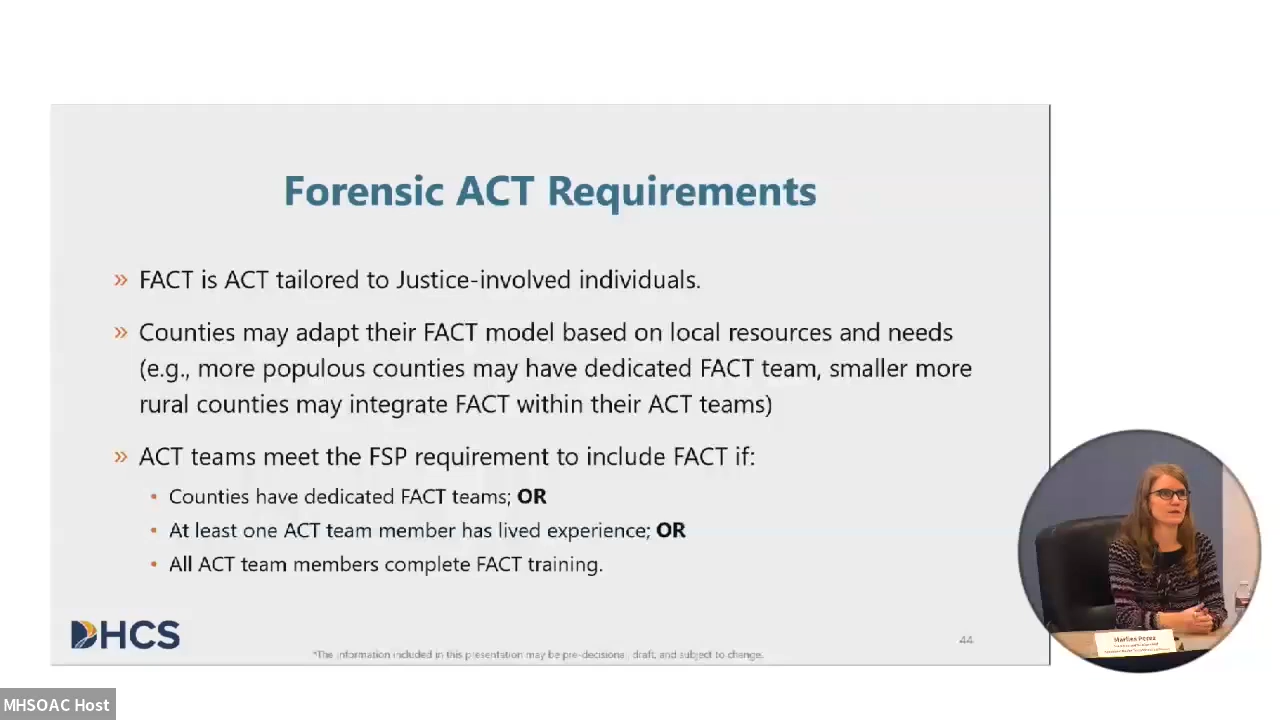 Forensic ACT Requirements
» FACT is ACT tailored to Justice-involved individuals.
» Counties may adapt their FACT model based on local resources and needs
(e.g., more populous counties may have dedicated FACT team, smaller more
rural counties may integrate FACT within their ACT teams)
» ACT teams meet the FSP requirement to include FACT if:
• Counties have dedicated FACT teams; OR
• At least one ACT team member has lived experience; OR
• All ACT team members complete FACT training.
DHCS
*The information included in this presentation may be pre-decisional, draft, and subject to change.
44
Marlies Perez
MHSOAC Host